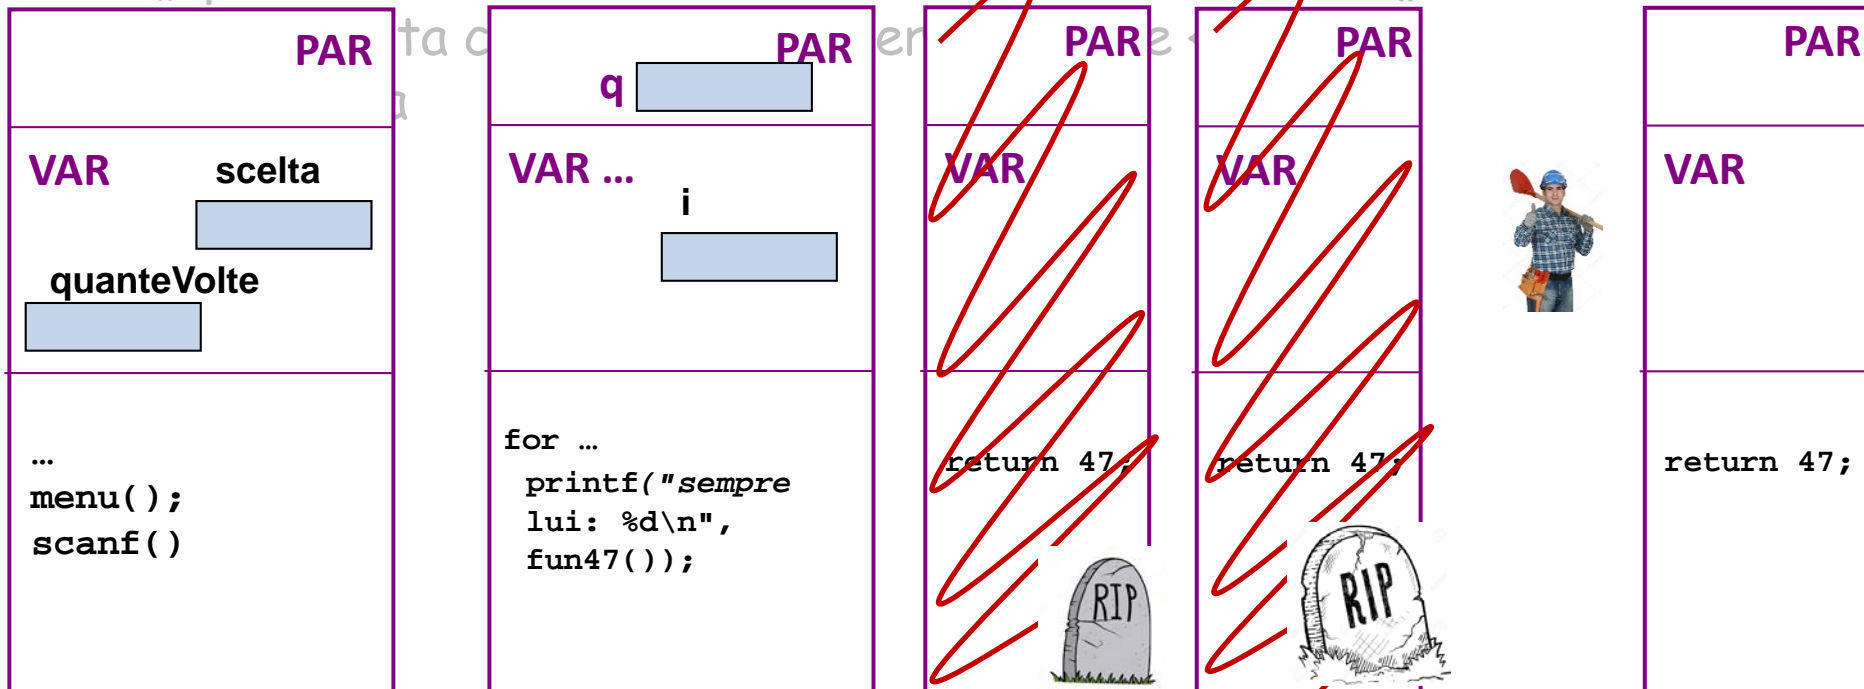 PAR
VAR
scelta
quanteVolte
…
menu();
scanf()
PAR
q
VAR …
i
for …
printf("sempre
lui: %d\n",
fun47());
PAR
VAR
return 47;
RIP
PAR
VAR
return 47;
RIP
PAR
VAR
return 47;